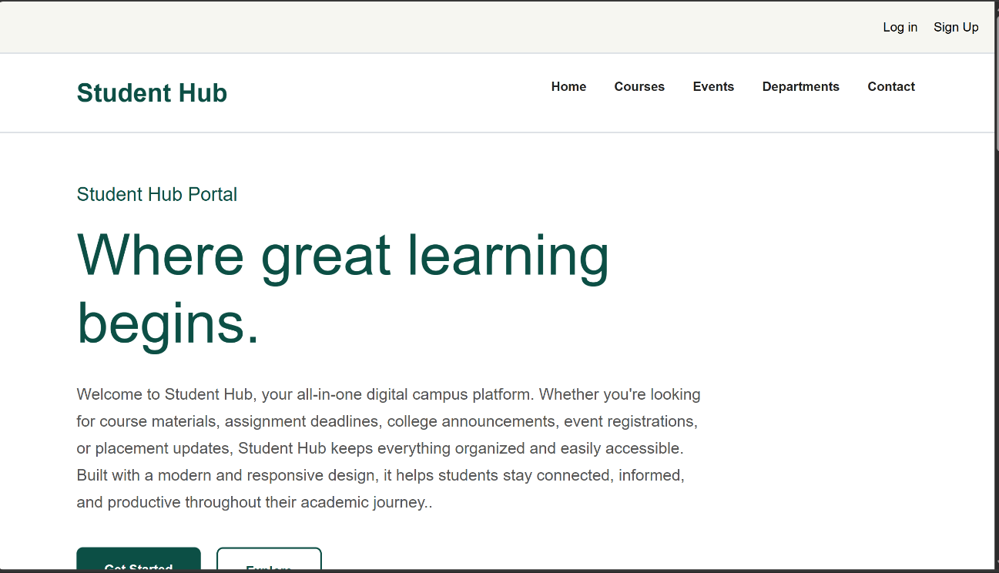 Log in Sign Up
Student Hub Home Courses Events Departments Contact
Student Hub Portal
Where great learning
begins.
Welcome to Student Hub, your all-in-one digital campus platform. Whether you're looking
for course materials, assignment deadlines, college announcements, event registrations,
or placement updates, Student Hub keeps everything organized and easily accessible.
Built with a modern and responsive design, it helps students stay connected, informed,
and productive throughout their academic journey..
Get Started Explore